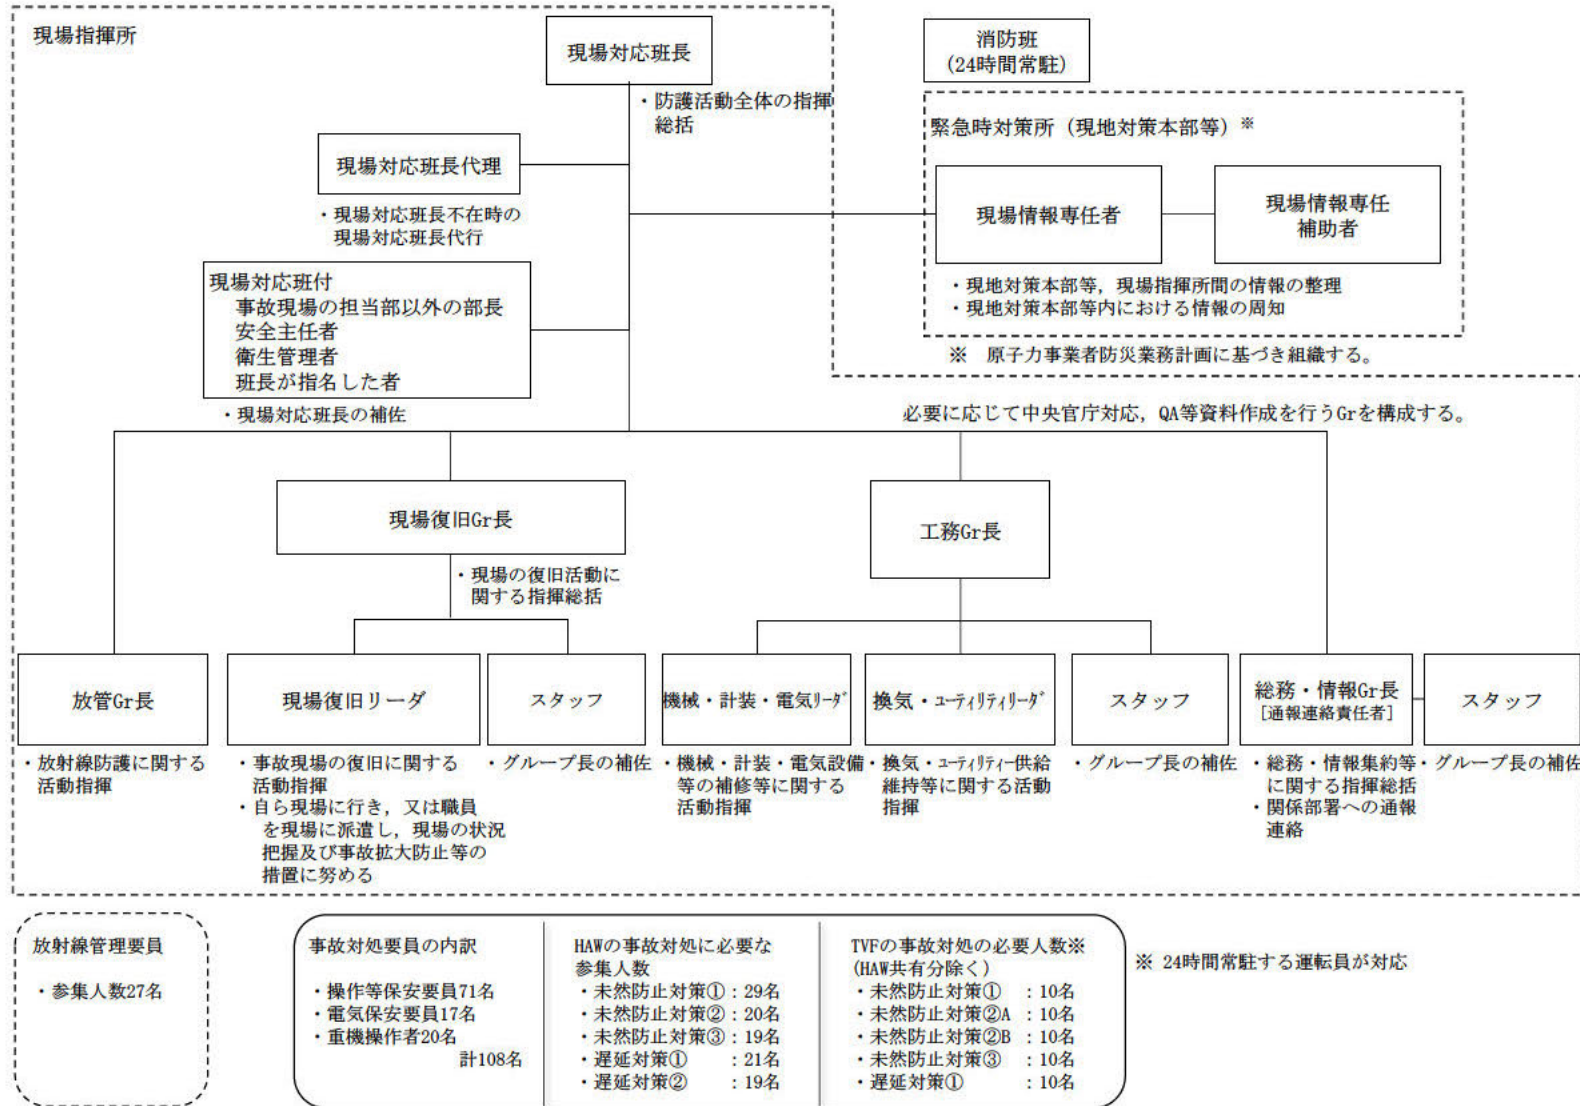 現場指揮所
現場対応班長
・防護活動全体の指揮
総括
消防班
(24時間常駐)
緊急時対策所（現地対策本部等）※
現場対応班長代理
・現場対応班長不在時の
現場対応班長代行
現場情報専任者
現場情報専任
補助者
・現地対策本部等，現場指揮所間の情報の整理
・現地対策本部等内における情報の周知
※　原子力事業者防災業務計画に基づき組織する。
現場対応班付
事故現場の担当部以外の部長
安全主任者
衛生管理者
班長が指名した者
・現場対応班長の補佐
必要に応じて中央官庁対応，QA等資料作成を行うGrを構成する。
現場復旧Gr長
・現場の復旧活動に
関する指揮総括
工務Gr長
放管Gr長
・放射線防護に関する
活動指揮
現場復旧リーダ
・事故現場の復旧に関する
活動指揮
・自ら現場に行き，又は職員
を現場に派遣し，現場の状況
把握及び事故拡大防止等の
措置に努める
スタッフ
・グループ長の補佐
機械・計装・電気ﾘｰﾀﾞ
・機械・計装・電気設備
等の補修等に関する
活動指揮
換気・ﾕｰﾃｨﾘﾃｨﾘｰﾀﾞ
・換気・ﾕｰﾃｨﾘﾃｨｰ供給
維持等に関する活動
指揮
スタッフ
・グループ長の補佐
総務・情報Gr長
[通報連絡責任者]
・総務・情報集約等
に関する指揮総括
・関係部署への通報
連絡
スタッフ
・グループ長の補佐
放射線管理要員
・参集人数27名
事故対処要員の内訳
・操作等保安要員71名
・電気保安要員17名
・重機操作者20名
計108名
HAWの事故対処に必要な
参集人数
・未然防止対策①：29名
・未然防止対策②：20名
・未然防止対策③：19名
・遅延対策①　　：21名
・遅延対策②　　：19名
TVFの事故対処の必要人数※
(HAW共有分除く)
・未然防止対策①　：10名
・未然防止対策②A ：10名
・未然防止対策②B ：10名
・未然防止対策③　：10名
・遅延対策①　　　：10名
※ 24時間常駐する運転員が対応